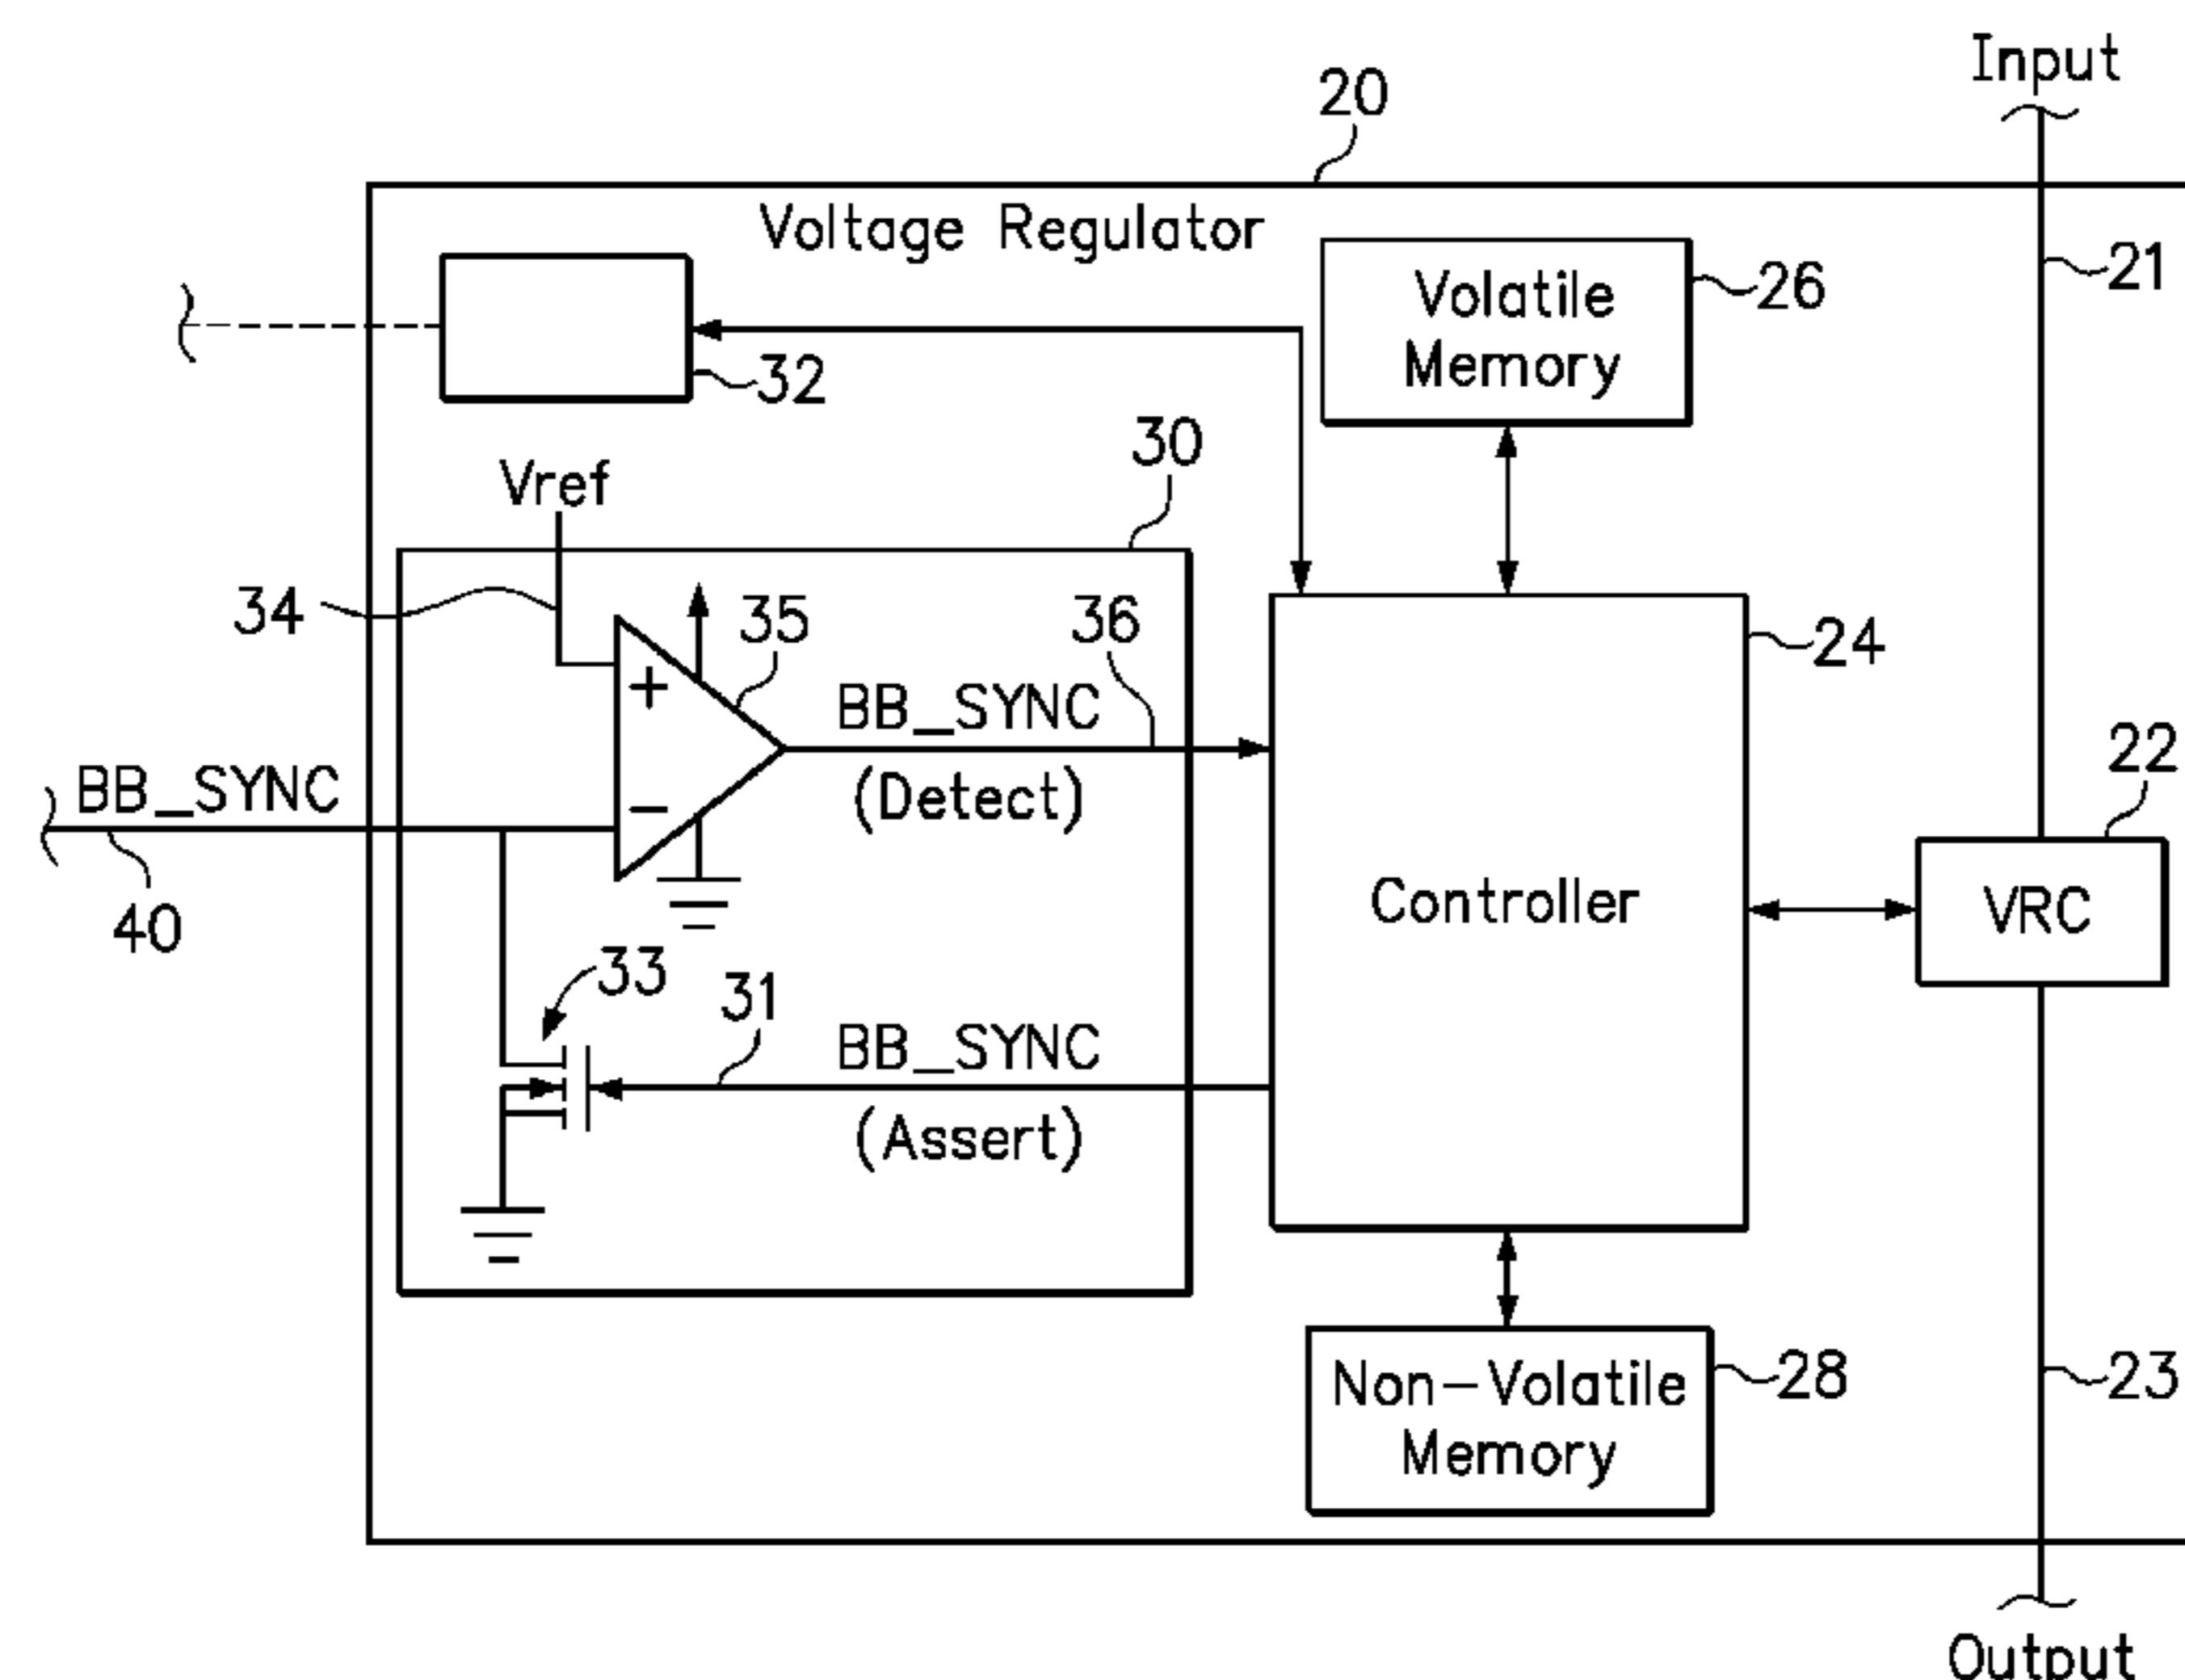 Input
20
Voltage Regulator
21
Volatile
Memory
26
32
30
Vref
34
35
36
24
BB_SYNC
(Detect)
BB_SYNC
40
22
VRC
Controller
33
31
BB_SYNC
(Assert)
Non-Volatile
Memory
28
23
Output